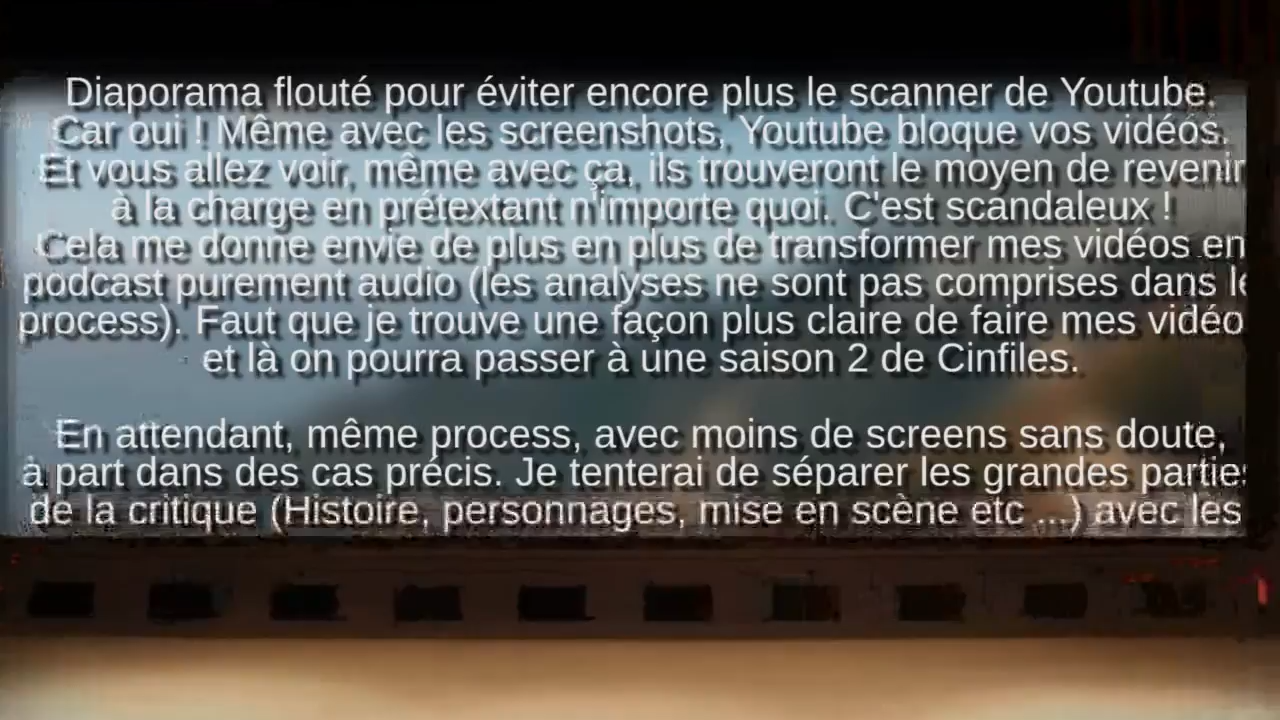 Diaporama flouté pour éviter encore plus le scanner de Youtube.
Car oui ! Même avec les screenshots, Youtube bloque vos vidéos.
Et vous allez voir, même avec ça, ils trouveront le moyen de revenir
à la charge en prétextant n'importe quoi. C'est scandaleux !
Cela me donne envie de plus en plus de transformer mes vidéos en
podcast purement audio (les analyses ne sont pas comprises dans le
process). Faut que je trouve une façon plus claire de faire mes vidéo
et là on pourra passer à une saison 2 de Cinfiles.
En attendant, même process, avec moins de screens sans doute,
à part dans des cas précis. Je tenterai de séparer les grandes parties
de la critique (Histoire, personnages, mise en scène etc ...) avec les